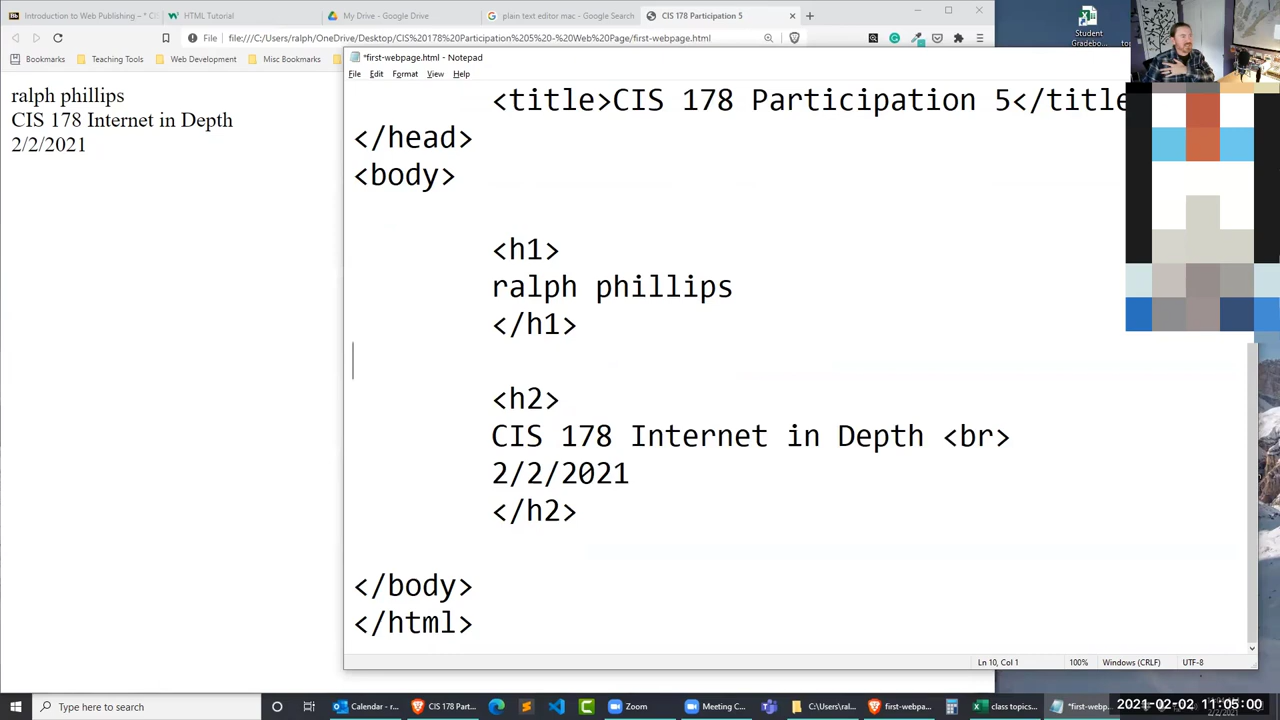 Introduction to Web Publishing - * C
HTML Tutorial
My Drive - Google Drive
plain text editor mac - Google Search
CIS 178 Participation 5
File
file:///C:/Users/ralph/OneDrive/Desktop/CIS%20178%20Participation%205%20-%20Web%20Page/first-webpage.html
Bookmarks
Teaching Tools
Web Development
Misc Bookmarks
ralph phillips
CIS 178 Internet in Depth
2/2/2021
*first-webpage.html - Notepad
File Edit Format View Help
<title>CIS 178 Participation 5</title
</head>
<body>
<h1>
ralph phillips
</h1>
<h2>
CIS 178 Internet in Depth <br>
2/2/2021
</h2>
</body>
</html>
Ln 10, Col 1
100%
Windows (CRLF)
UTF-8
Student
Gradebo...
Type here to search
Calendar - r...
CIS 178 Part...
Zoom
Meeting C...
C:\Users\ral...
first-webpa...
class topics...
*first-webp...
2021-02-02 11:05:00